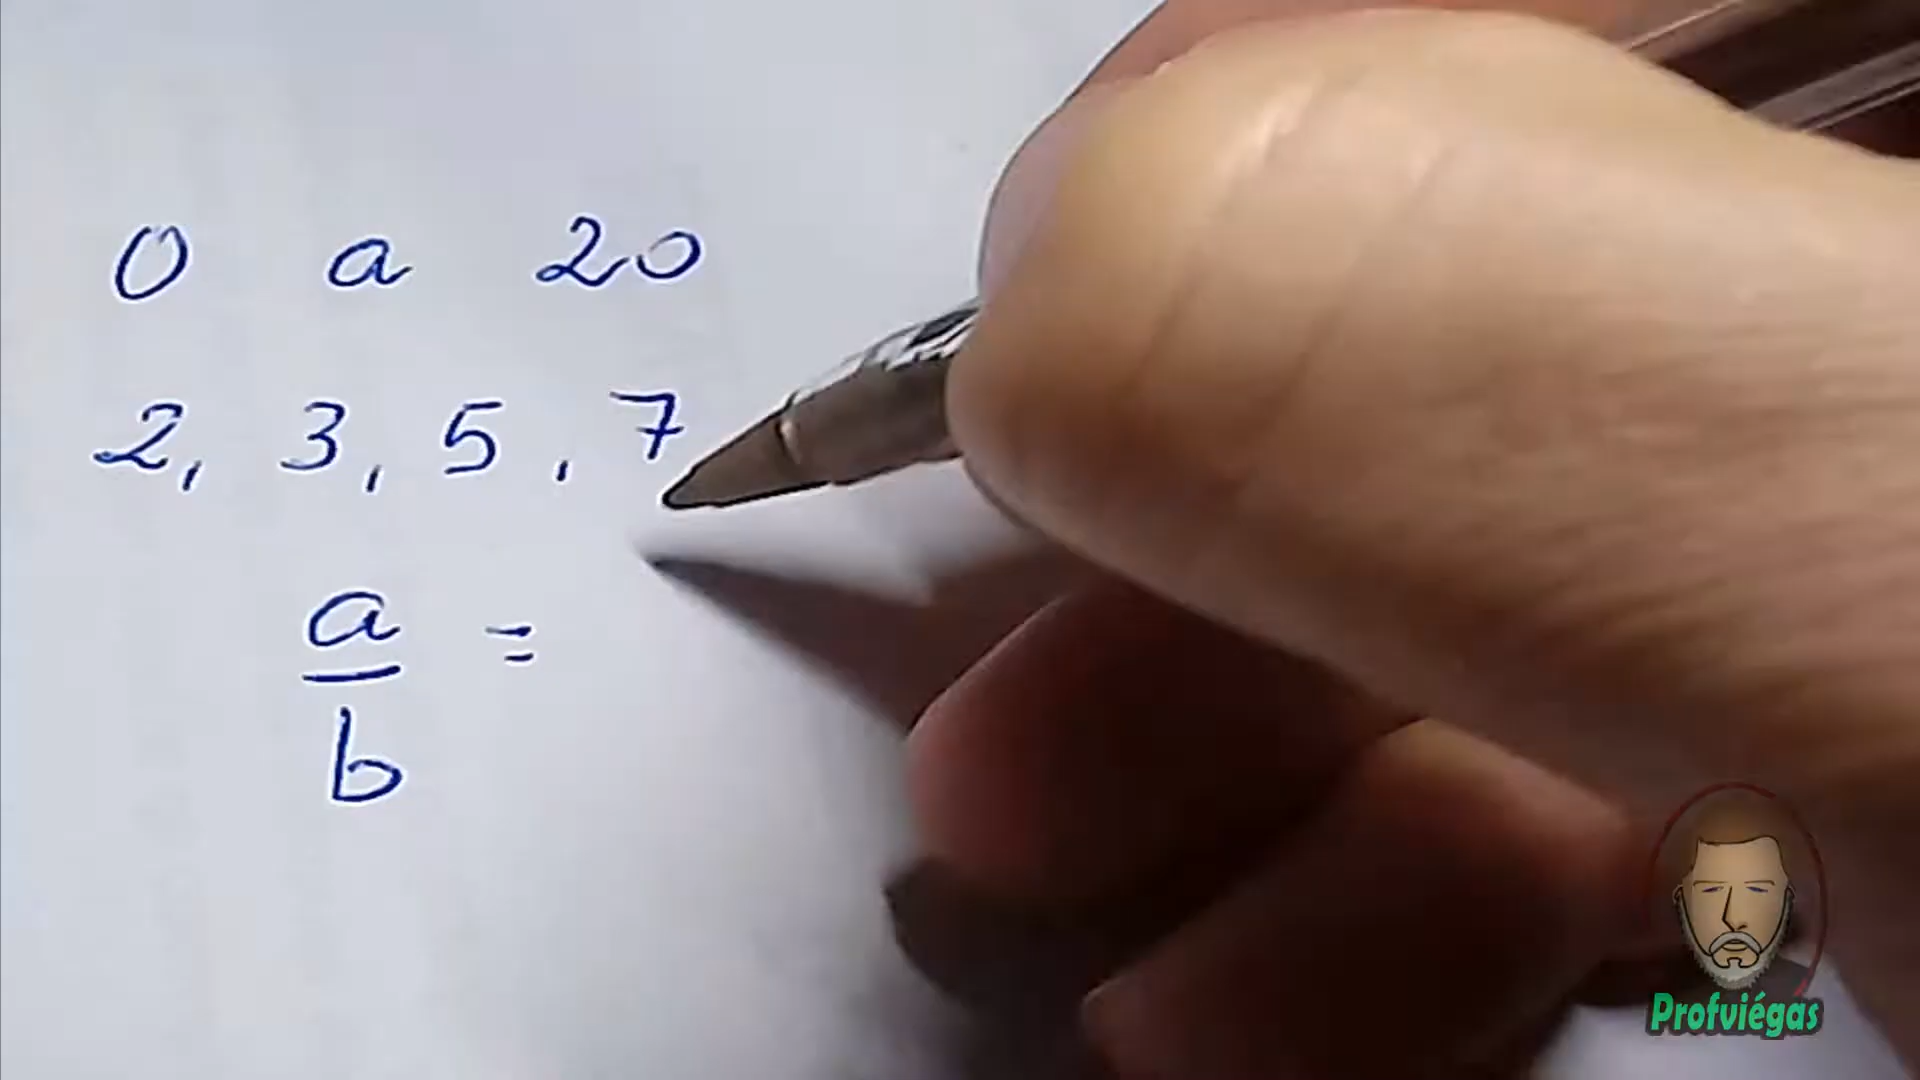 0 a 20
2, 3, 5, 7
a
b
=
Profviégas